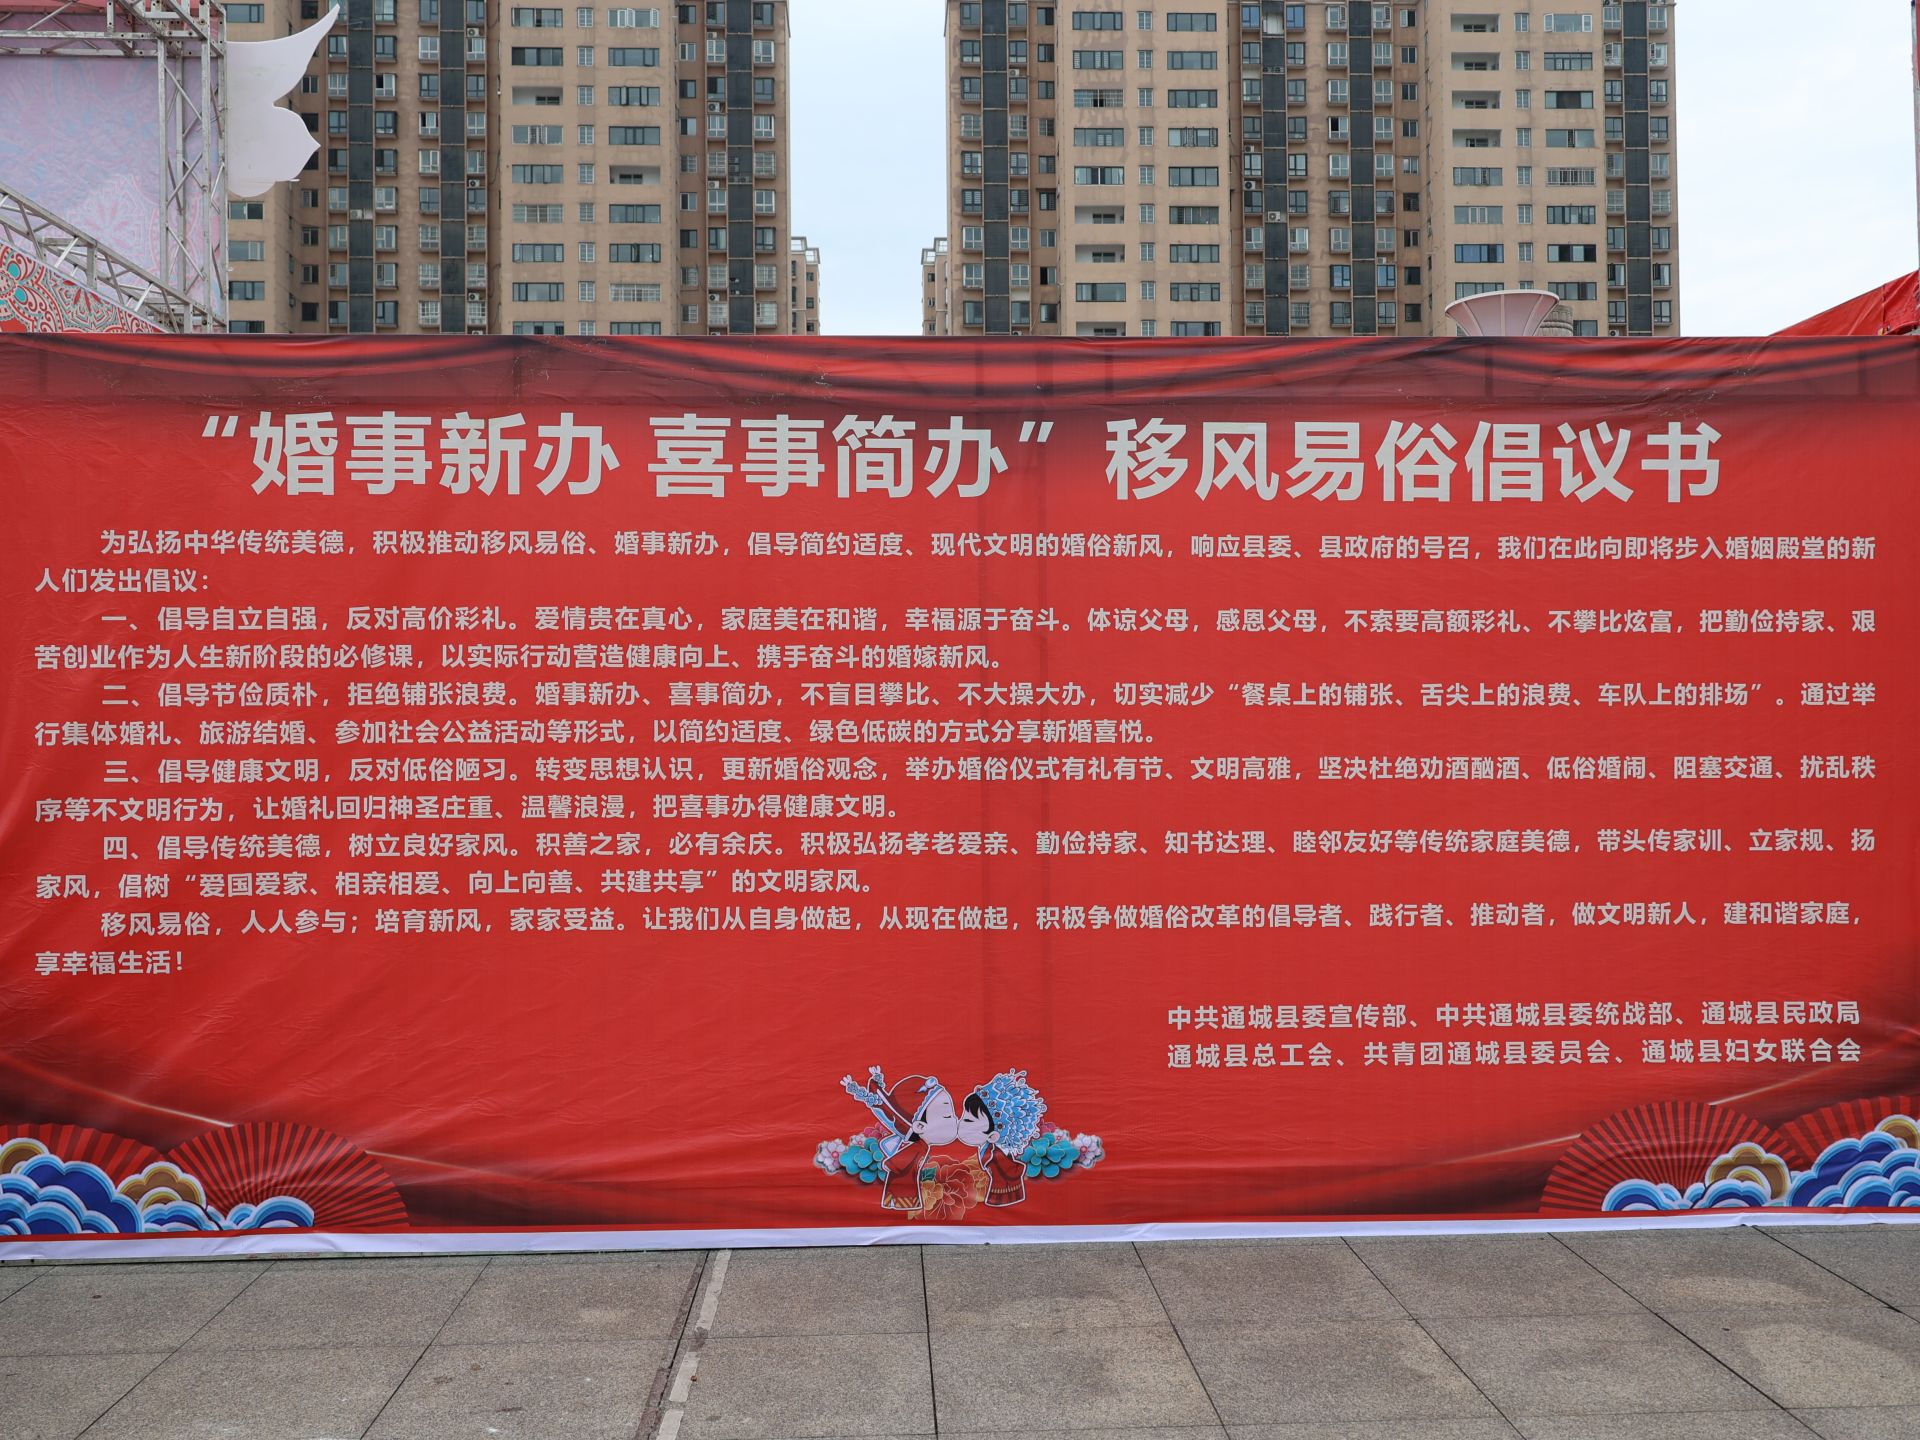 “婚事新办 喜事简办”移风易俗倡议书
为弘扬中华传统美德，积极推动移风易俗、婚事新办，倡导简约适度、现代文明的婚俗新风，响应县委、县政府的号召，我们在此向即将步入婚姻殿堂的新
人们发出倡议：
一、倡导自立自强，反对高价彩礼。爱情贵在真心，家庭美在和谐，幸福源于奋斗。体谅父母，感恩父母，不索要高额彩礼、不攀比炫富，把勤俭持家、艰
苦创业作为人生新阶段的必修课，以实际行动营造健康向上、携手奋斗的婚嫁新风。
二、倡导节俭质朴，拒绝铺张浪费。婚事新办、喜事简办，不盲目攀比、不大操大办，切实减少“餐桌上的铺张、舌尖上的浪费、车队上的排场”。通过举
行集体婚礼、旅游结婚、参加社会公益活动等形式，以简约适度、绿色低碳的方式分享新婚喜悦。
三、倡导健康文明，反对低俗陋习。转变思想认识，更新婚俗观念，举办婚俗仪式有礼有节、文明高雅，坚决杜绝劝酒酗酒、低俗婚闹、阻塞交通、扰乱秩
序等不文明行为，让婚礼回归神圣庄重、温馨浪漫，把喜事办得健康文明。
四、倡导传统美德，树立良好家风。积善之家，必有余庆。积极弘扬孝老爱亲、勤俭持家、知书达理、睦邻友好等传统家庭美德，带头传家训、立家规、扬
家风，倡树“爱国爱家、相亲相爱、向上向善、共建共享”的文明家风。
移风易俗，人人参与；培育新风，家家受益。让我们从自身做起，从现在做起，积极争做婚俗改革的倡导者、践行者、推动者，做文明新人，建和谐家庭，
享幸福生活！
中共通城县委宣传部、中共通城县委统战部、通城县民政局
通城县总工会、共青团通城县委员会、通城县妇女联合会